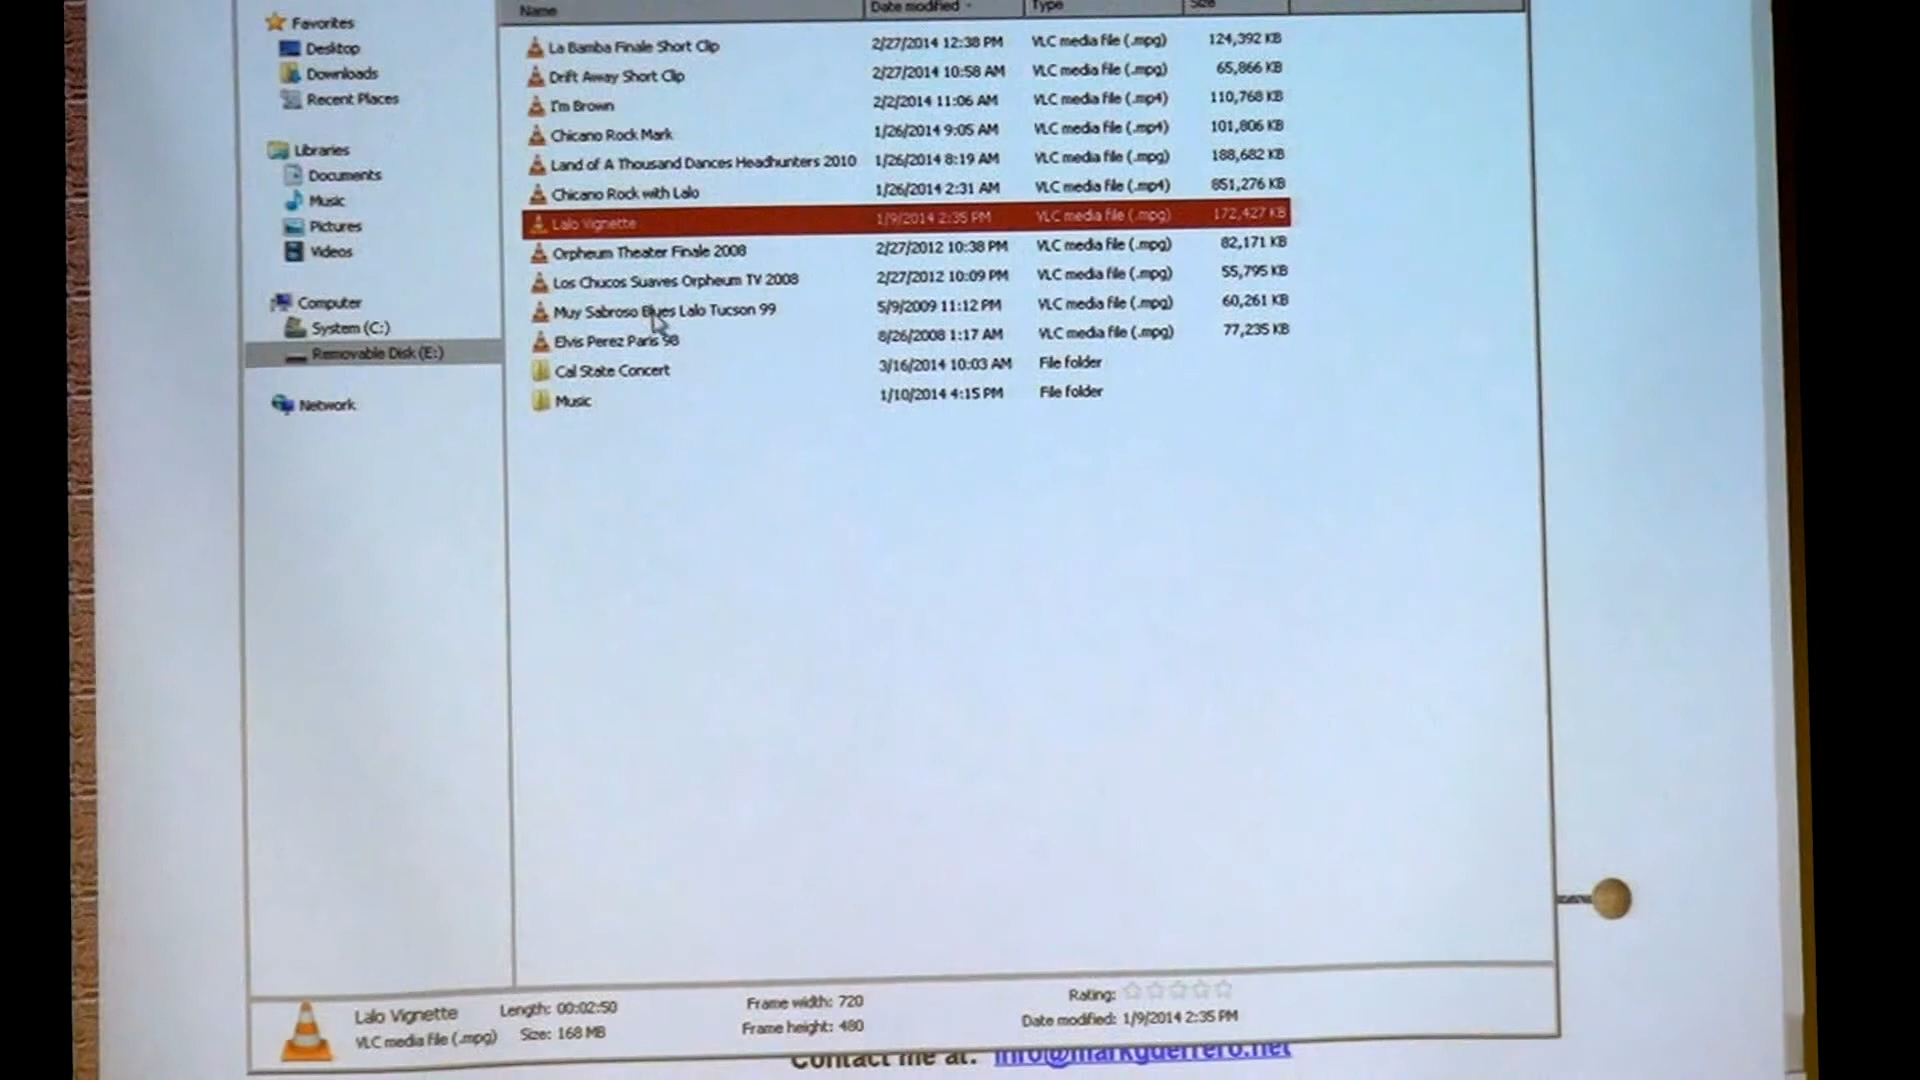 Favorites
Desktop
Downloads
Recent Places
Libraries
Documents
Music
Pictures
Videos
Computer
System (C:)
Removable Disk (E:)
Network
Name Date modified Type Size
La Bamba Finale Short Clip 2/27/2014 12:38 PM VLC media file (.mpg) 124,392 KB
Drift Away Short Clip 2/27/2014 10:58 AM VLC media file (.mpg) 65,866 KB
I'm Brown 2/2/2014 11:06 AM VLC media file (.mp4) 110,768 KB
Chicano Rock Mark 1/26/2014 9:05 AM VLC media file (.mp4) 101,806 KB
Land of A Thousand Dances Headhunters 2010 1/26/2014 8:19 AM VLC media file (.mpg) 188,682 KB
Chicano Rock with Lalo 1/26/2014 2:31 AM VLC media file (.mp4) 851,276 KB
Lalo Vignette 1/9/2014 2:35 PM VLC media file (.mpg) 172,427 KB
Orpheum Theater Finale 2008 2/27/2012 10:38 PM VLC media file (.mpg) 82,171 KB
Los Chucos Suaves Orpheum TV 2008 2/27/2012 10:09 PM VLC media file (.mpg) 55,795 KB
Muy Sabroso Blues Lalo Tucson 99 5/9/2009 11:12 PM VLC media file (.mpg) 60,261 KB
Elvis Perez Paris 98 8/26/2008 1:17 AM VLC media file (.mpg) 77,235 KB
Cal State Concert 3/16/2014 10:03 AM File folder
Music 1/10/2014 4:15 PM File folder
Lalo Vignette Length: 00:02:50 Frame width: 720 Rating:
VLC media file (.mpg) Size: 168 MB Frame height: 480 Date modified: 1/9/2014 2:35 PM
Contact me at: info@markguerrero.net